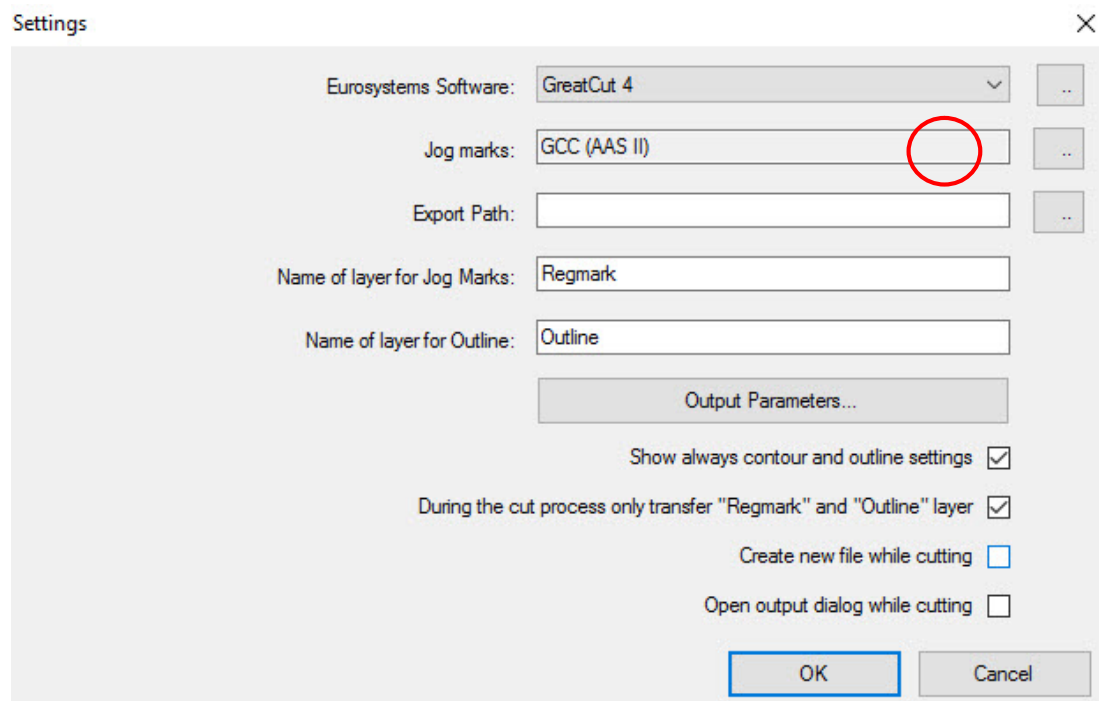 Settings
Eurosystems Software: GreatCut 4 ..
Jog marks: GCC (AAS II) ..
Export Path: ..
Name of layer for Jog Marks: Regmark
Name of layer for Outline: Outline
Output Parameters...
Show always contour and outline settings
During the cut process only transfer "Regmark" and "Outline" layer
Create new file while cutting
Open output dialog while cutting
OK Cancel